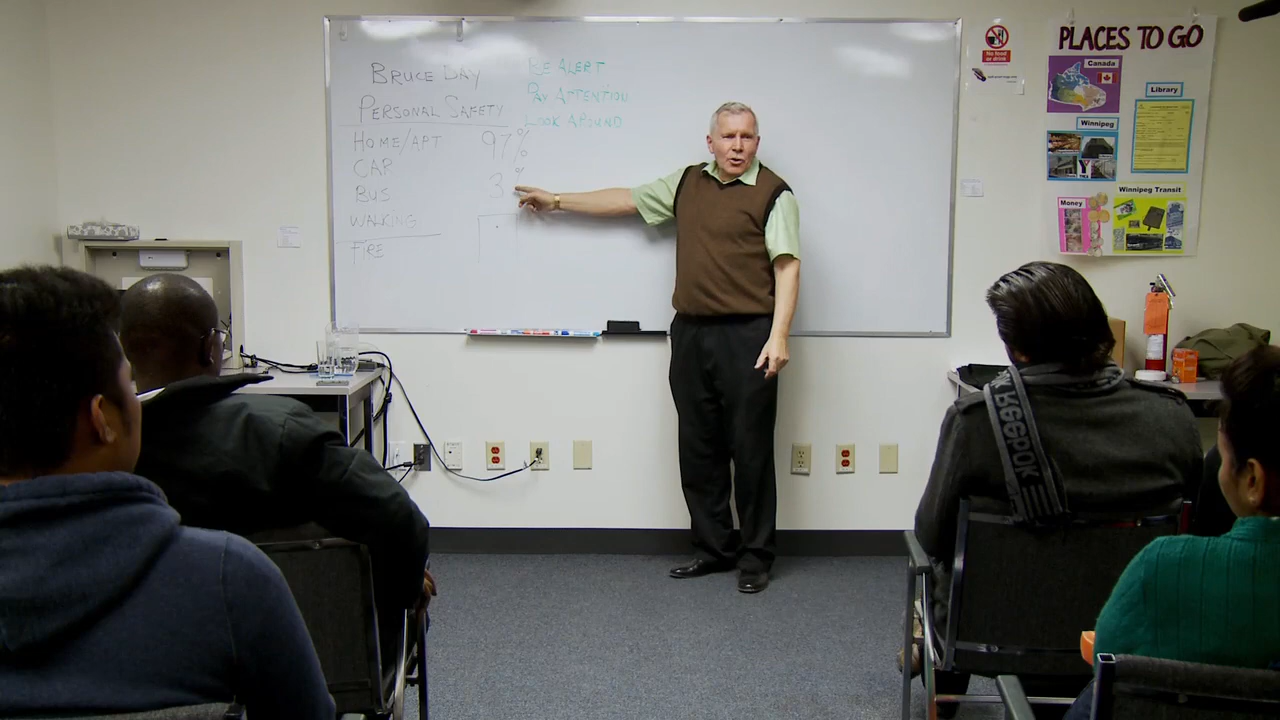 BRUCE DAY
PERSONAL SAFETY
HOME/APT 97%
CAR
BUS 3%
WALKING
FIRE
BE ALERT
PAY ATTENTION
LOOK AROUND
No food
or drink
PLACES TO GO
Canada
Library
Winnipeg
Money
Winnipeg Transit
Reebok